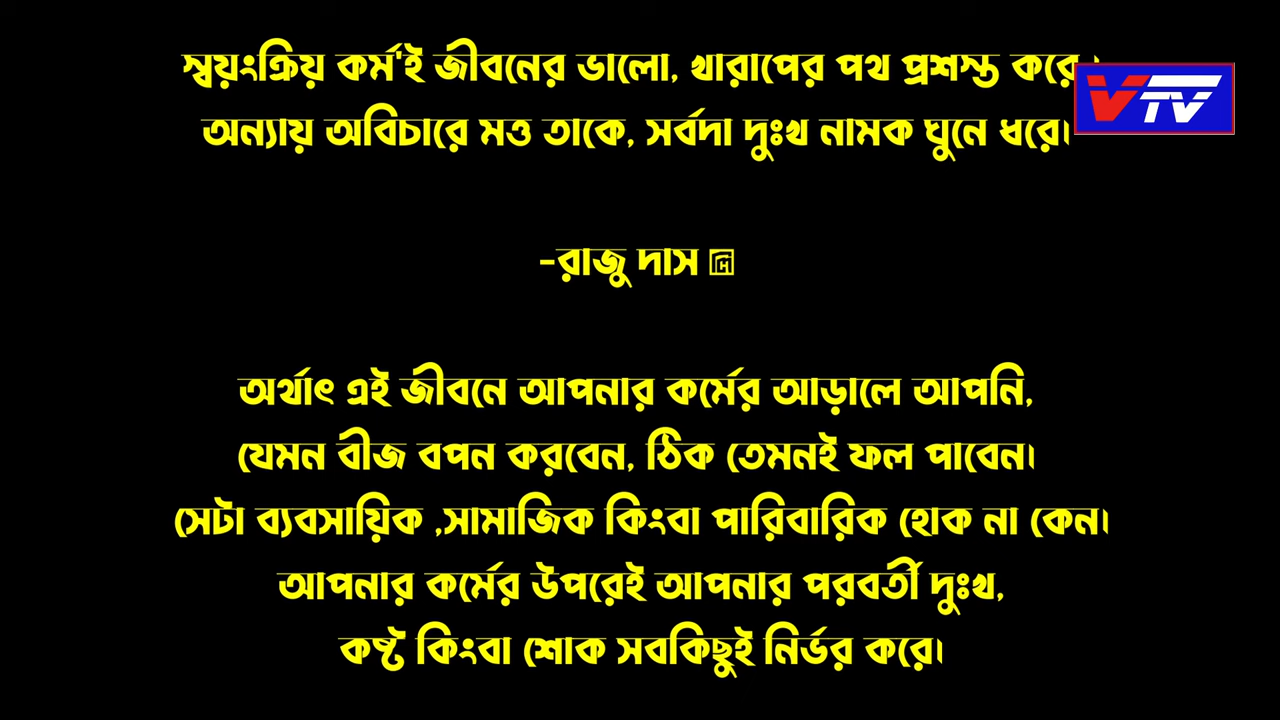 স্বয়ংক্রিয় কর্ম'ই জীবনের ভালো, খারাপের পথ প্রশস্ত করে।
VTV
অন্যায় অবিচারে মত্ত তাকে, সর্বদা দুঃখ নামক ঘুনে ধরে।
-রাজু দাস
অর্থাৎ এই জীবনে আপনার কর্মের আড়ালে আপনি,
যেমন বীজ বপন করবেন, ঠিক তেমনই ফল পাবেন।
সেটা ব্যবসায়িক ,সামাজিক কিংবা পারিবারিক হোক না কেন।
আপনার কর্মের উপরেই আপনার পরবর্তী দুঃখ,
কষ্ট কিংবা শোক সবকিছুই নির্ভর করে।